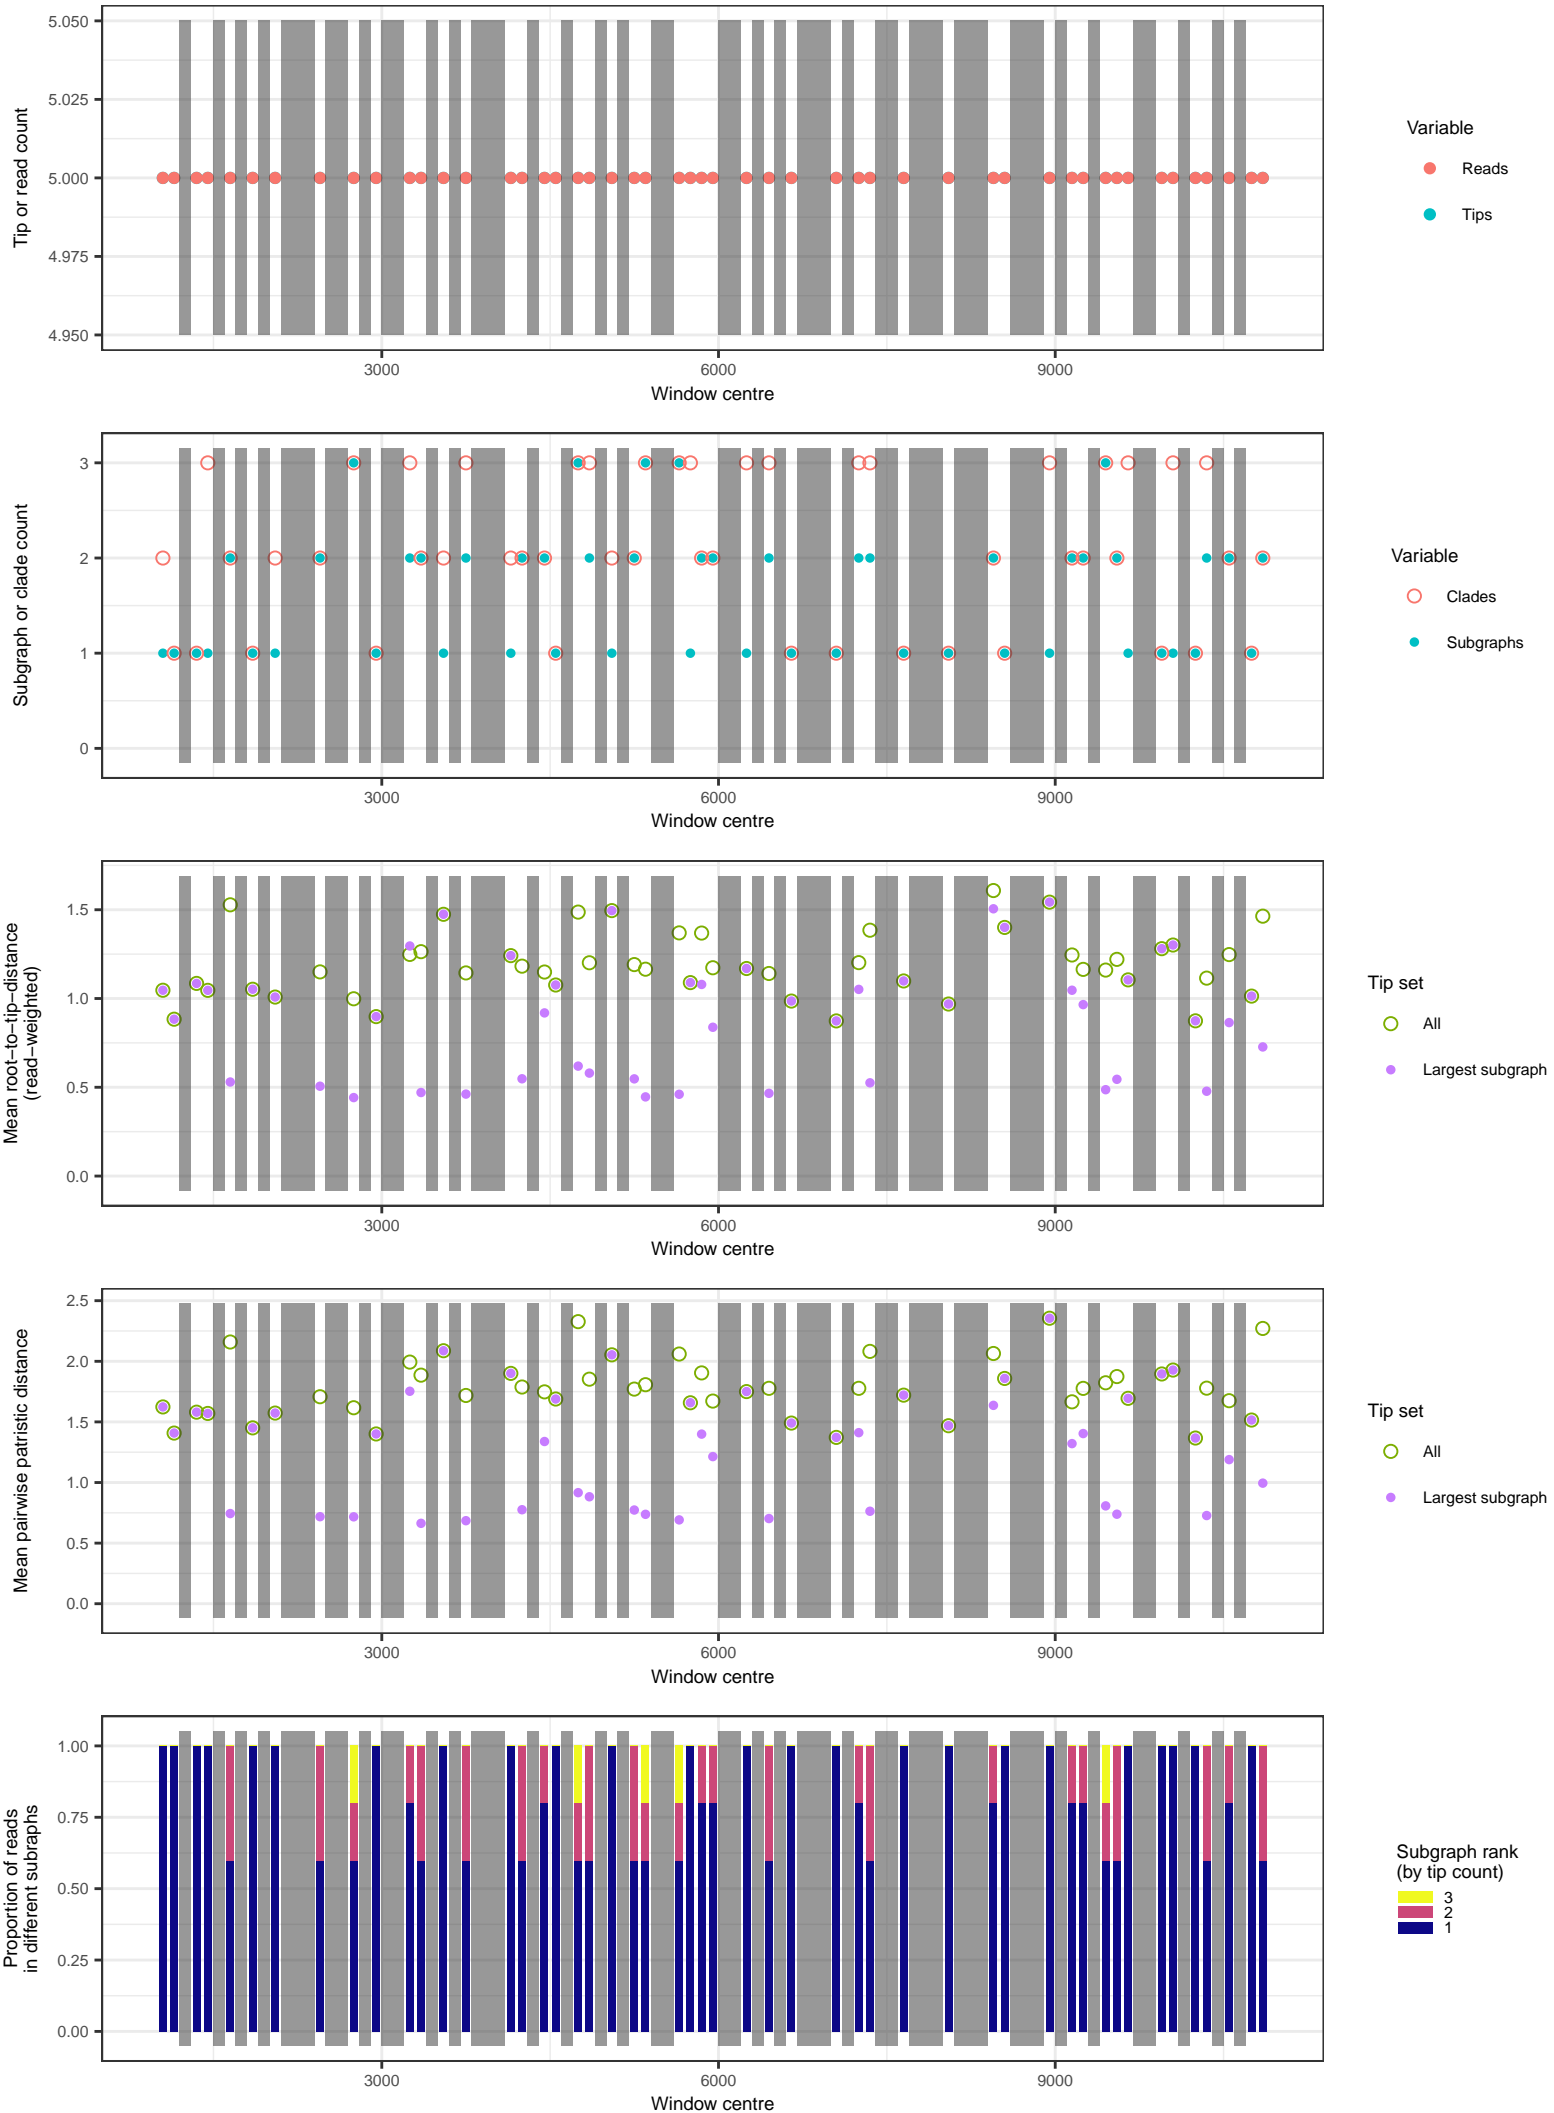 5.050
5.025
5.000
4.975
4.950
Tip or read count
3000
6000
9000
Window centre
Variable
Reads
Tips
3
2
1
0
Subgraph or clade count
3000
6000
9000
Window centre
Variable
Clades
Subgraphs
1.5
1.0
0.5
0.0
Mean root−to−tip−distance
(read−weighted)
3000
6000
9000
Window centre
Tip set
All
Largest subgraph
2.5
2.0
1.5
1.0
0.5
0.0
Mean pairwise patristic distance
3000
6000
9000
Window centre
Tip set
All
Largest subgraph
1.00
0.75
0.50
0.25
0.00
Proportion of reads
in different subraphs
3000
6000
9000
Window centre
Subgraph rank
(by tip count)
3
2
1